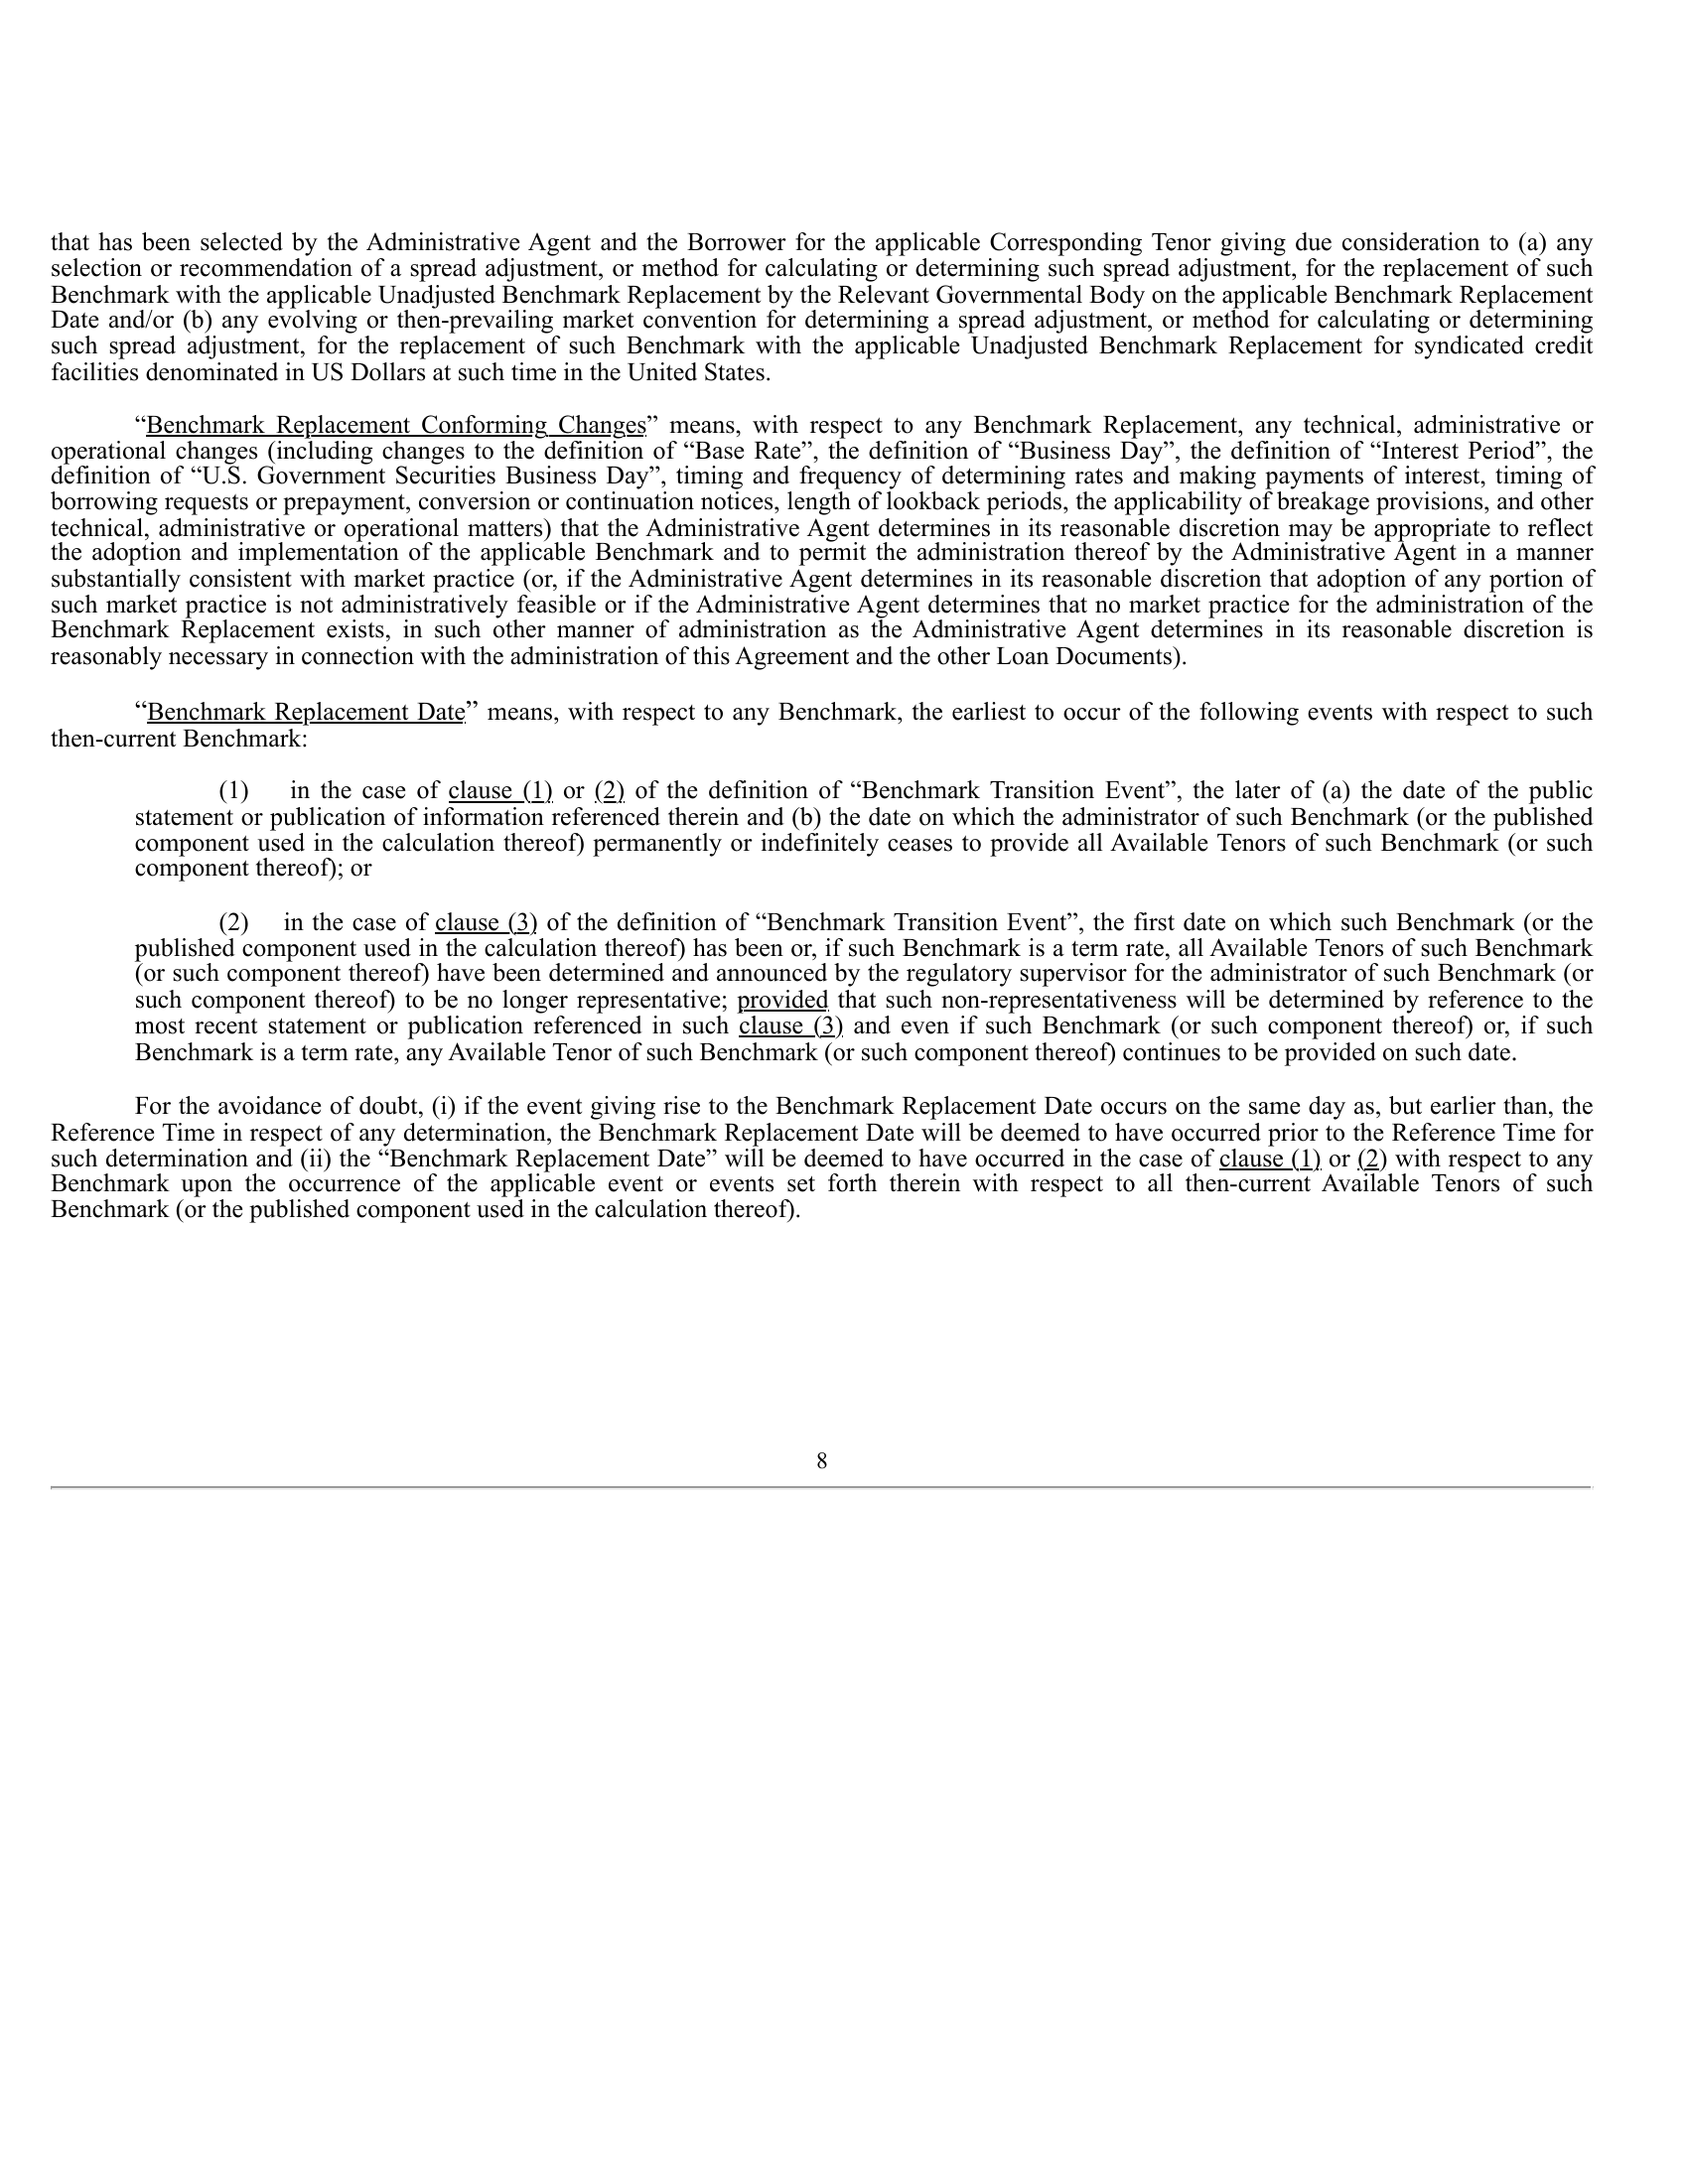 that has been selected by the Administrative Agent and the Borrower for the applicable Corresponding Tenor giving due consideration to (a) any
selection or recommendation of a spread adjustment, or method for calculating or determining such spread adjustment, for the replacement of such
Benchmark with the applicable Unadjusted Benchmark Replacement by the Relevant Governmental Body on the applicable Benchmark Replacement
Date and/or (b) any evolving or then-prevailing market convention for determining a spread adjustment, or method for calculating or determining
such spread adjustment, for the replacement of such Benchmark with the applicable Unadjusted Benchmark Replacement for syndicated credit
facilities denominated in US Dollars at such time in the United States.
“Benchmark Replacement Conforming Changes” means, with respect to any Benchmark Replacement, any technical, administrative or
operational changes (including changes to the definition of “Base Rate”, the definition of “Business Day”, the definition of “Interest Period”, the
definition of “U.S. Government Securities Business Day”, timing and frequency of determining rates and making payments of interest, timing of
borrowing requests or prepayment, conversion or continuation notices, length of lookback periods, the applicability of breakage provisions, and other
technical, administrative or operational matters) that the Administrative Agent determines in its reasonable discretion may be appropriate to reflect
the adoption and implementation of the applicable Benchmark and to permit the administration thereof by the Administrative Agent in a manner
substantially consistent with market practice (or, if the Administrative Agent determines in its reasonable discretion that adoption of any portion of
such market practice is not administratively feasible or if the Administrative Agent determines that no market practice for the administration of the
Benchmark Replacement exists, in such other manner of administration as the Administrative Agent determines in its reasonable discretion is
reasonably necessary in connection with the administration of this Agreement and the other Loan Documents).
“Benchmark Replacement Date” means, with respect to any Benchmark, the earliest to occur of the following events with respect to such
then-current Benchmark:
(1) in the case of clause (1) or (2) of the definition of “Benchmark Transition Event”, the later of (a) the date of the public
statement or publication of information referenced therein and (b) the date on which the administrator of such Benchmark (or the published
component used in the calculation thereof) permanently or indefinitely ceases to provide all Available Tenors of such Benchmark (or such
component thereof); or
(2) in the case of clause (3) of the definition of “Benchmark Transition Event”, the first date on which such Benchmark (or the
published component used in the calculation thereof) has been or, if such Benchmark is a term rate, all Available Tenors of such Benchmark
(or such component thereof) have been determined and announced by the regulatory supervisor for the administrator of such Benchmark (or
such component thereof) to be no longer representative; provided that such non-representativeness will be determined by reference to the
most recent statement or publication referenced in such clause (3) and even if such Benchmark (or such component thereof) or, if such
Benchmark is a term rate, any Available Tenor of such Benchmark (or such component thereof) continues to be provided on such date.
For the avoidance of doubt, (i) if the event giving rise to the Benchmark Replacement Date occurs on the same day as, but earlier than, the
Reference Time in respect of any determination, the Benchmark Replacement Date will be deemed to have occurred prior to the Reference Time for
such determination and (ii) the “Benchmark Replacement Date” will be deemed to have occurred in the case of clause (1) or (2) with respect to any
Benchmark upon the occurrence of the applicable event or events set forth therein with respect to all then-current Available Tenors of such
Benchmark (or the published component used in the calculation thereof).
8